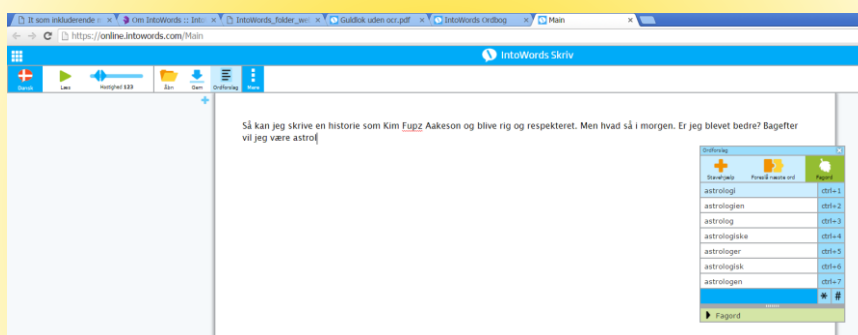 It som inkluderende
Om IntoWords :: Into
IntoWords_folder_we
Guldlok uden ocr.pdf
IntoWords Ordbog
Main
https://online.intowords.com/Main
IntoWords Skriv
Dansk
Læs
Hastighed
Åbn
Gem
Ordforslag
Mere
Så kan jeg skrive en historie som Kim Fupz Aakeson og blive rig og respekteret. Men hvad så i morgen. Er jeg blevet bedre? Bagefter
vil jeg være astrol
Ordforslag
Stavehjælp Foreslå næste ord Fagord
astrologi ctrl+1
astrologien ctrl+2
astrolog ctrl+3
astrologiske ctrl+4
astrologer ctrl+5
astrologisk ctrl+6
astrologen ctrl+7
* #
Fagord